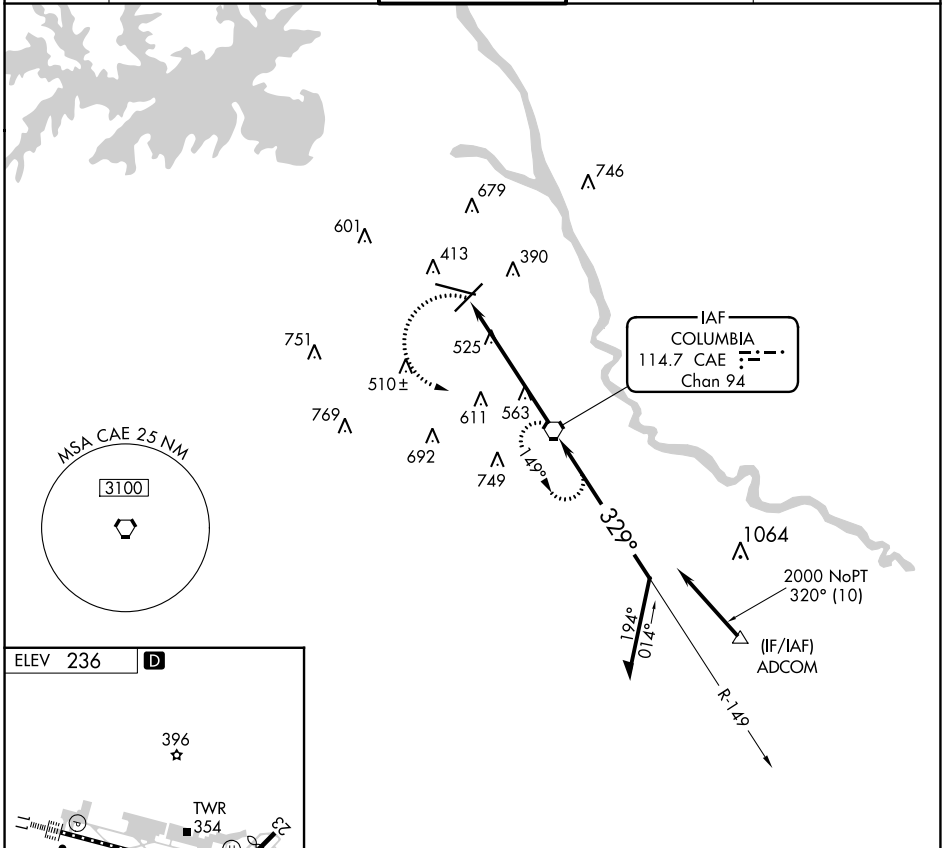 746
679
601
413
390
IAF
COLUMBIA
114.7 CAE
Chan 94
751
525
510±
611
563
769
692
749
149°
MSA CAE 25 NM
3100
329°
1064
2000 NoPT
320° (10)
194°
014°
(IF/IAF)
ADCOM
R-149
ELEV 236
D
396
TWR
354
11
P
23